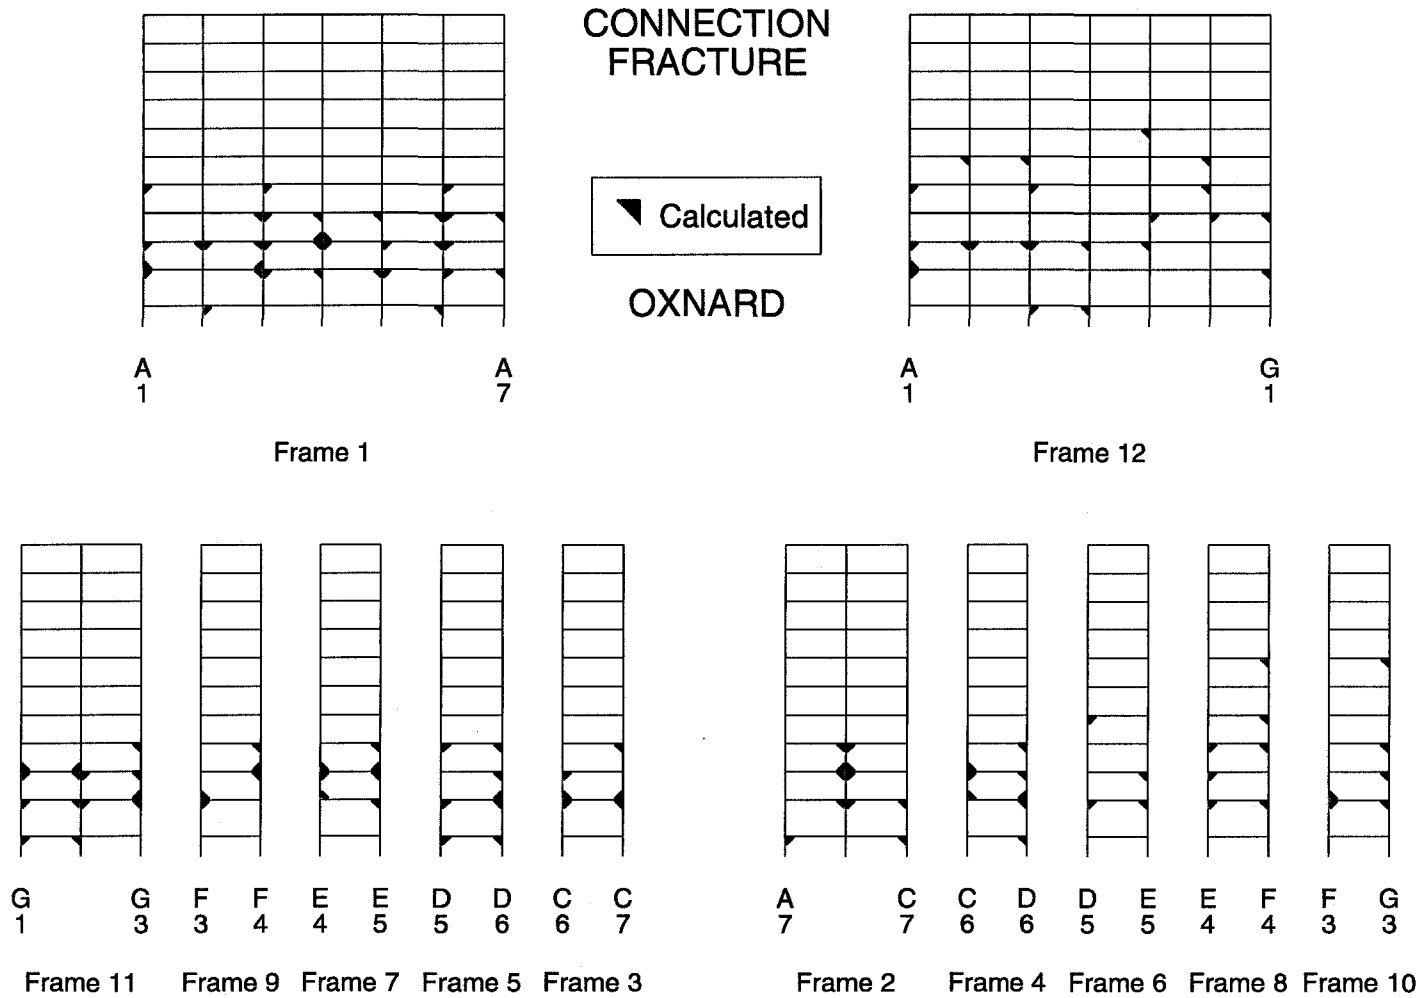 CONNECTION
FRACTURE
Calculated
OXNARD
A A
1 7
Frame 1
A G
1 1
Frame 12
G G F F E E D D C C
1 3 3 4 4 5 5 6 6 7
Frame 11 Frame 9 Frame 7 Frame 5 Frame 3
A C C D D E E F F G
7 7 6 6 5 5 4 4 3 3
Frame 2 Frame 4 Frame 6 Frame 8 Frame 10